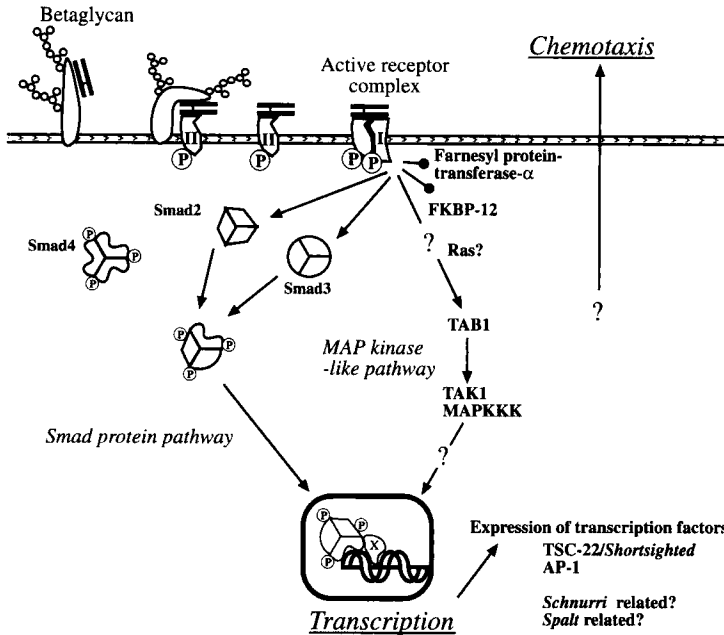 Betaglycan
Active receptor
complex
Chemotaxis
II
II
I
P
P
P
P
Farnesyl protein-
transferase-α
FKBP-12
Smad2
Smad4
P
P
P
Smad3
?
Ras?
?
TAB1
P
P
P
MAP kinase
-like pathway
TAK1
MAPKKK
Smad protein pathway
?
P
P
P
X
Expression of transcription factors
TSC-22/Shortsighted
AP-1
Schnurri related?
Spalt related?
Transcription